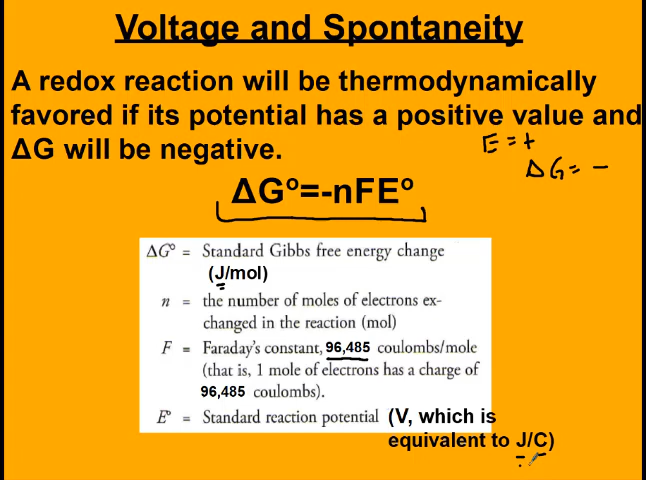 Voltage and Spontaneity
A redox reaction will be thermodynamically
favored if its potential has a positive value and
ΔG will be negative.
E = +
ΔG = −
ΔGº=-nFEº
ΔG° = Standard Gibbs free energy change
(J/mol)
n = the number of moles of electrons ex-
changed in the reaction (mol)
F = Faraday's constant, 96,485 coulombs/mole
(that is, 1 mole of electrons has a charge of
96,485 coulombs).
E° = Standard reaction potential (V, which is
equivalent to J/C)